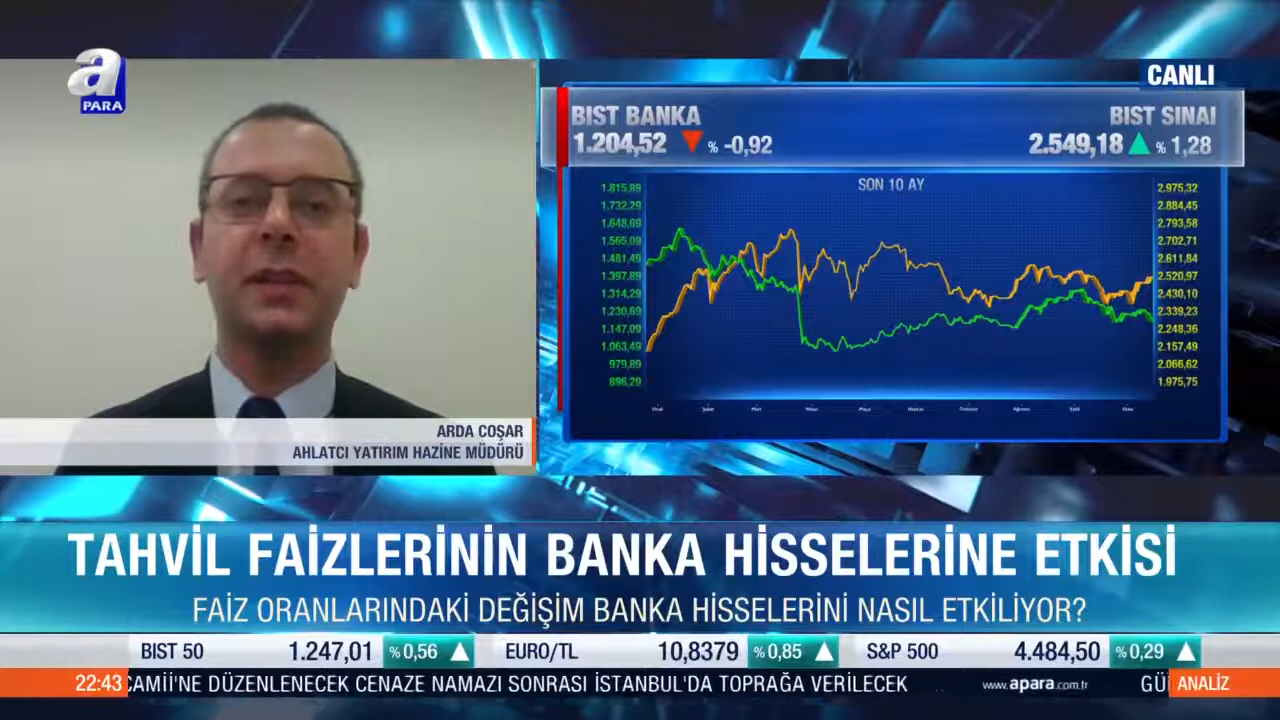 a
PARA
CANLI
BIST BANKA
1.204,52 % -0,92
BIST SINAI
2.549,18 % 1,28
SON 10 AY
1.815,89
1.732,29
1.648,69
1.565,09
1.481,49
1.397,89
1.314,29
1.230,69
1.147,09
1.063,49
979,89
896,29
2.975,32
2.884,45
2.793,58
2.702,71
2.611,84
2.520,97
2.430,10
2.339,23
2.248,36
2.157,49
2.066,62
1.975,75
ARDA COŞAR
AHLATCI YATIRIM HAZİNE MÜDÜRÜ
TAHVİL FAİZLERİNİN BANKA HİSSELERİNE ETKİSİ
FAİZ ORANLARINDAKİ DEĞİŞİM BANKA HİSSELERİNİ NASIL ETKİLİYOR?
BIST 50 1.247,01 %0,56 EURO/TL 10,8379 %0,85 S&P 500 4.484,50 %0,29
22:43 CAMİİ'NE DÜZENLENECEK CENAZE NAMAZI SONRASI İSTANBUL'DA TOPRAĞA VERİLECEK www.apara.com.tr ANALİZ